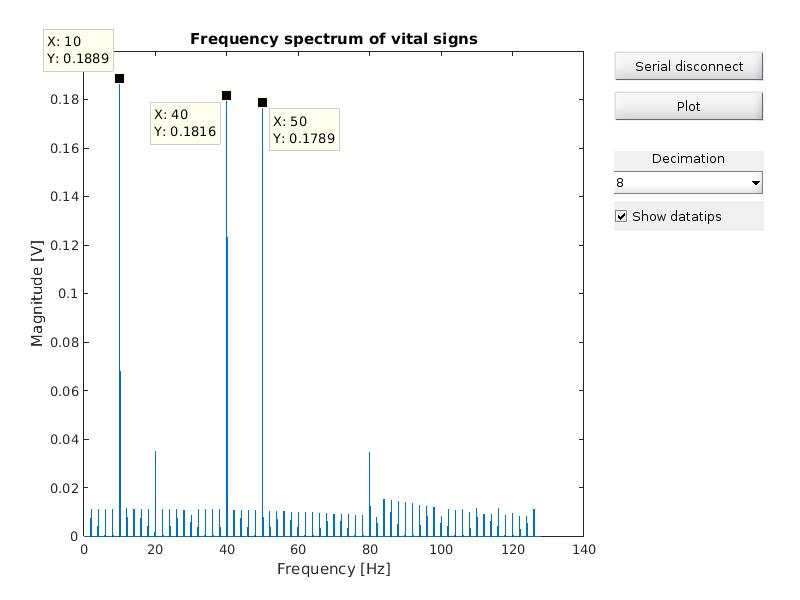 Frequency spectrum of vital signs
X: 10
Y: 0.1889
X: 40
Y: 0.1816
X: 50
Y: 0.1789
0.18
0.16
0.14
0.12
0.1
0.08
0.06
0.04
0.02
0
Magnitude [V]
0 20 40 60 80 100 120 140
Frequency [Hz]
Serial disconnect
Plot
Decimation
8
Show datatips